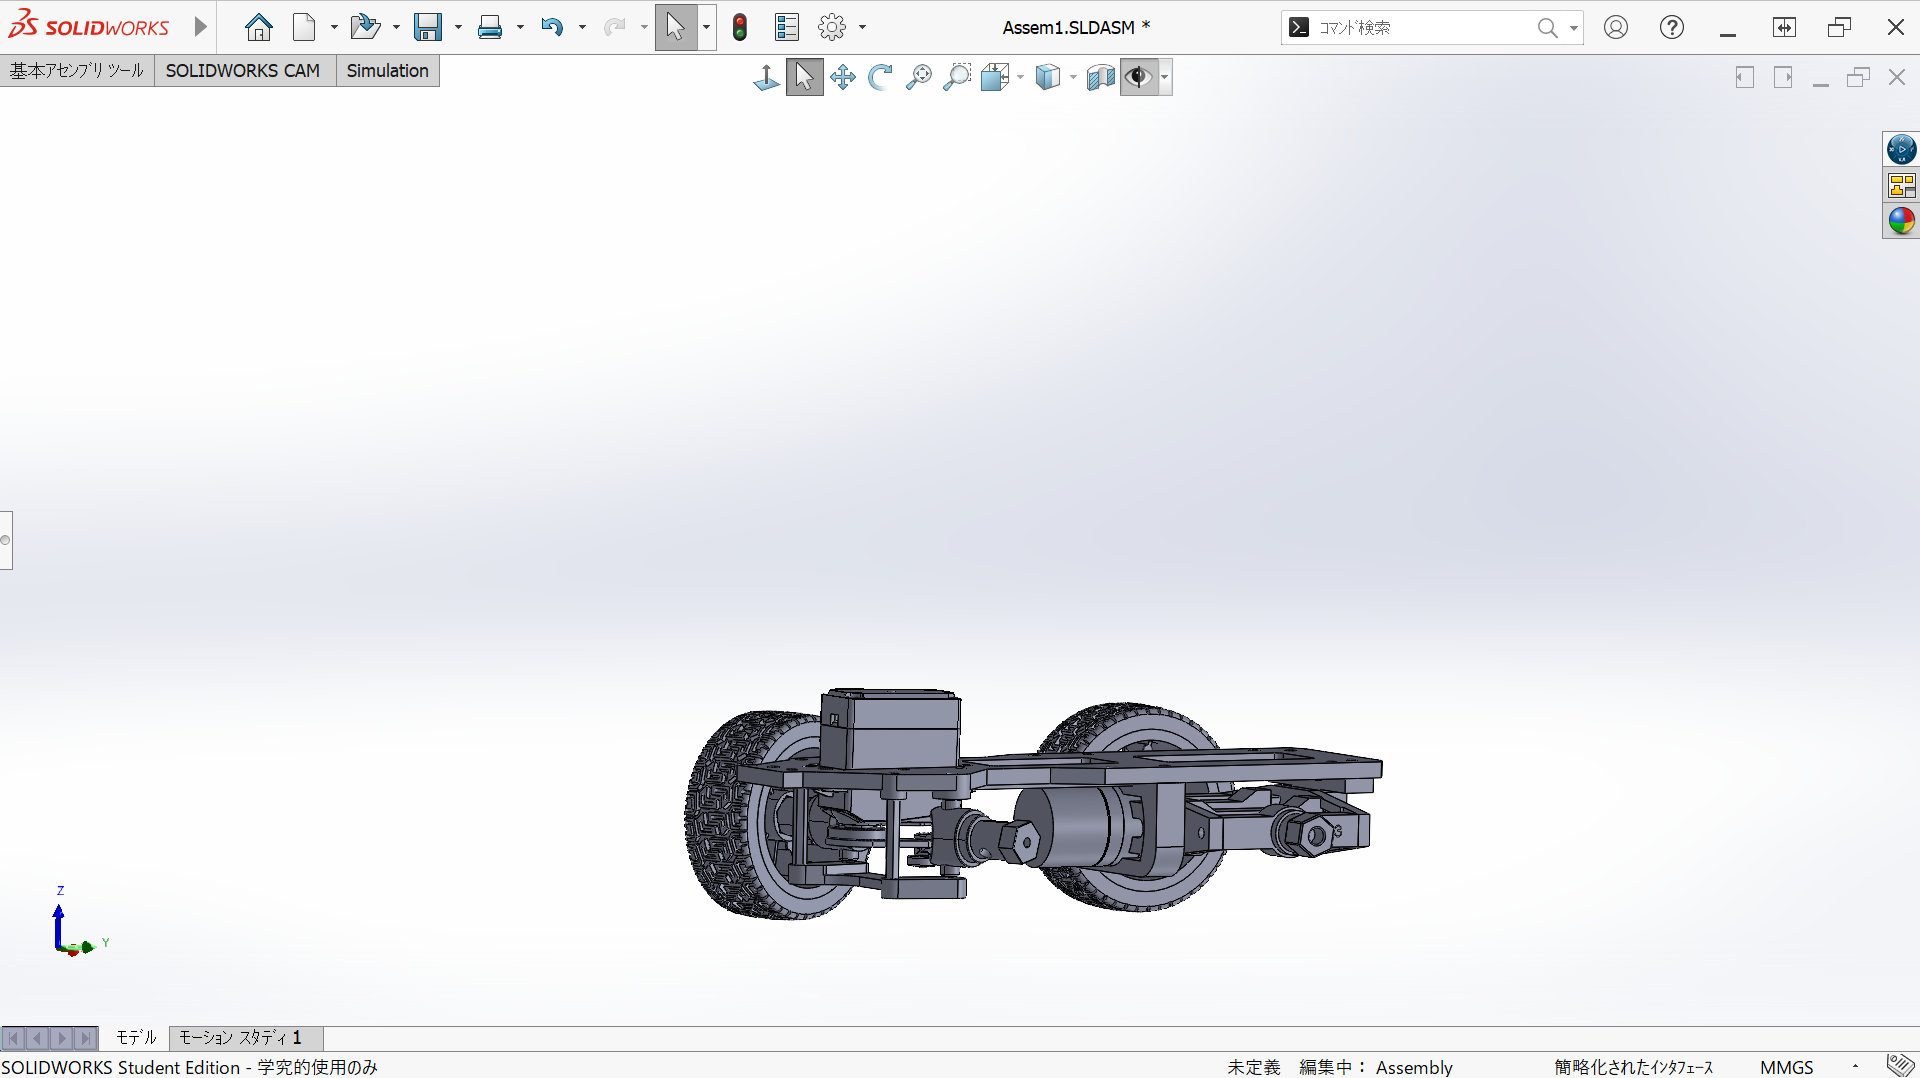 SOLIDWORKS
Assem1.SLDASM *
コマンド検索
基本アセンブリ ツール
SOLIDWORKS CAM
Simulation
Z
Y
3
モデル
モーション スタディ 1
SOLIDWORKS Student Edition - 学究的使用のみ
未定義
編集中： Assembly
簡略化されたインタフェース
MMGS